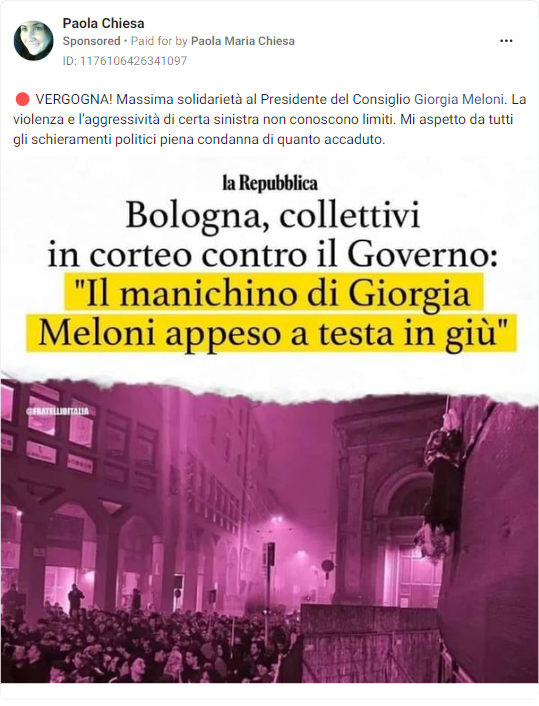 Paola Chiesa
Sponsored • Paid for by Paola Maria Chiesa
ID: 1176106426341097
🔴 VERGOGNA! Massima solidarietà al Presidente del Consiglio Giorgia Meloni. La
violenza e l’aggressività di certa sinistra non conoscono limiti. Mi aspetto da tutti
gli schieramenti politici piena condanna di quanto accaduto.
la Repubblica
Bologna, collettivi
in corteo contro il Governo:
"Il manichino di Giorgia
Meloni appeso a testa in giù"
@FRATELLIDITALIA